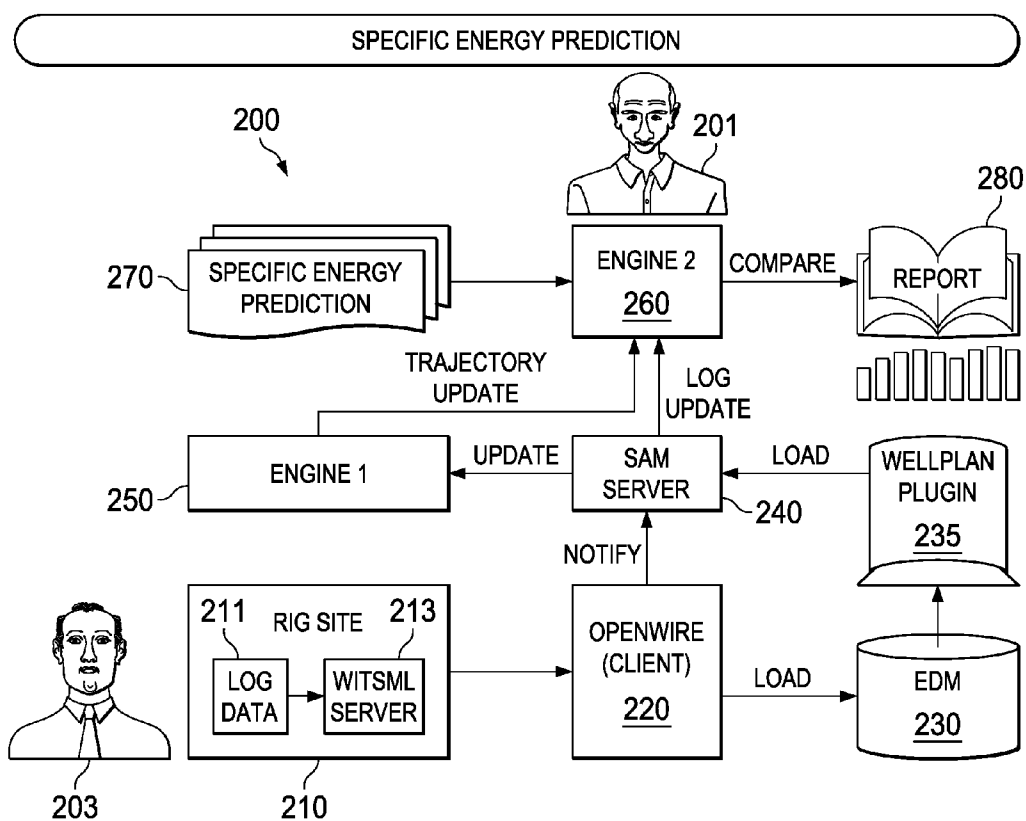 SPECIFIC ENERGY PREDICTION
200
201
280
270
SPECIFIC ENERGY
PREDICTION
ENGINE 2
260
COMPARE
REPORT
TRAJECTORY
UPDATE
LOG
UPDATE
250
ENGINE 1
UPDATE
SAM
SERVER
240
LOAD
WELLPLAN
PLUGIN
235
NOTIFY
203
RIG SITE
211
213
LOG
DATA
WITSML
SERVER
210
OPENWIRE
(CLIENT)
220
LOAD
EDM
230